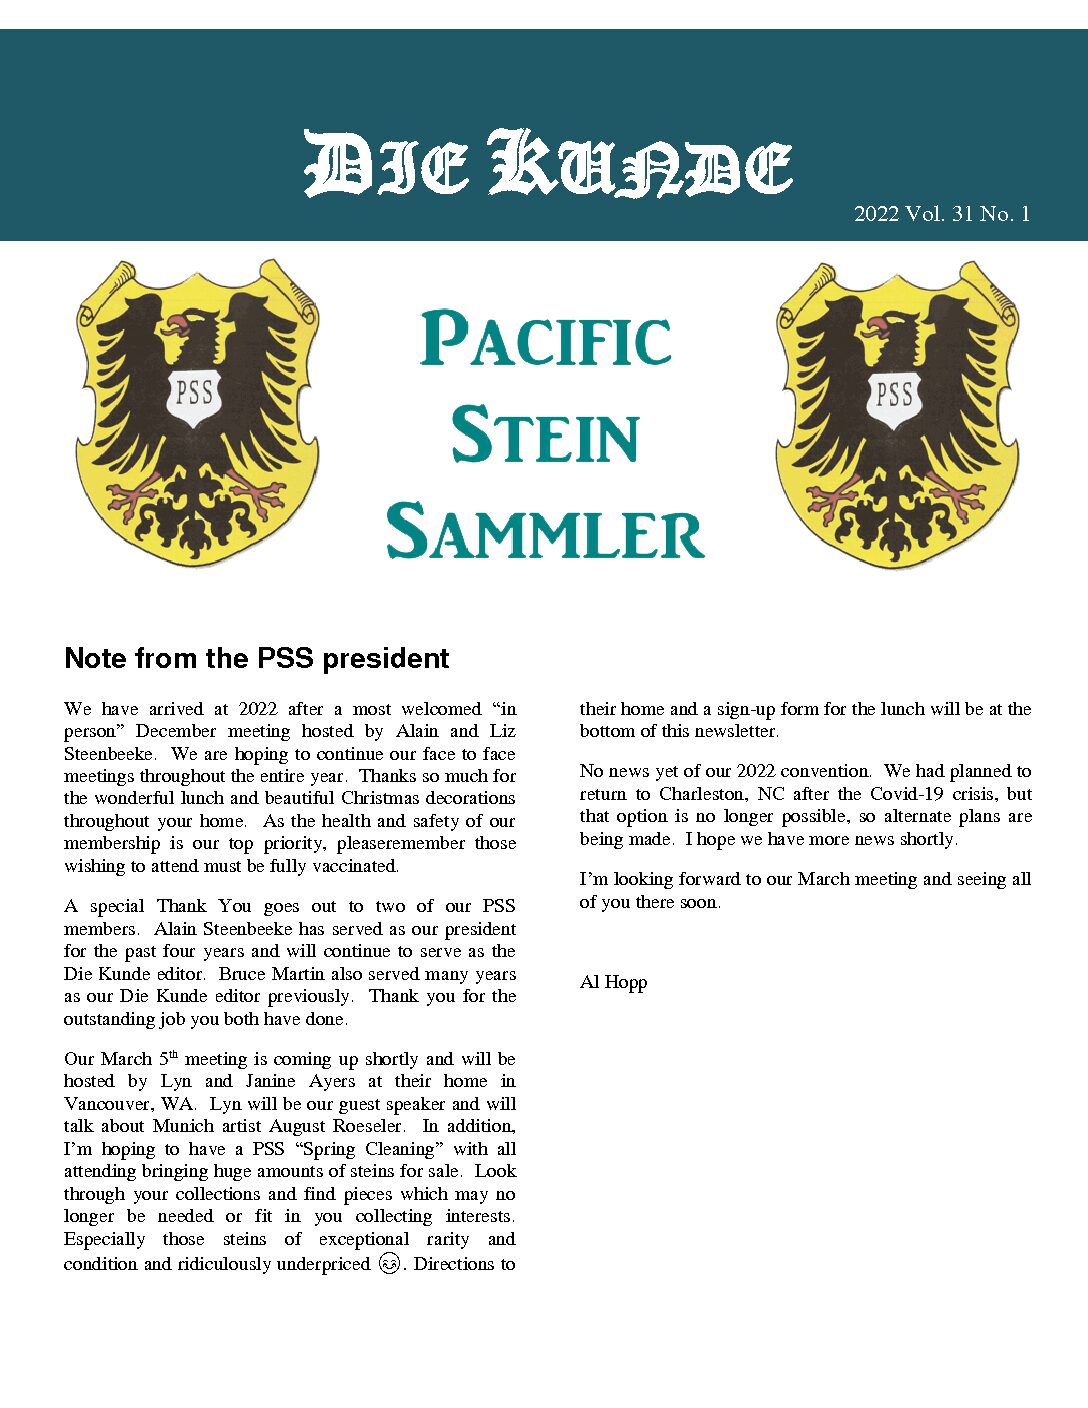 DIE KUNDE
2022 Vol. 31 No. 1
PSS
PACIFIC
STEIN
SAMMLER
PSS
Note from the PSS president
We have arrived at 2022 after a most welcomed “in
person” December meeting hosted by Alain and Liz
Steenbeeke. We are hoping to continue our face to face
meetings throughout the entire year. Thanks so much for
the wonderful lunch and beautiful Christmas decorations
throughout your home. As the health and safety of our
membership is our top priority, pleaseremember those
wishing to attend must be fully vaccinated.
A special Thank You goes out to two of our PSS
members. Alain Steenbeeke has served as our president
for the past four years and will continue to serve as the
Die Kunde editor. Bruce Martin also served many years
as our Die Kunde editor previously. Thank you for the
outstanding job you both have done.
Our March 5th meeting is coming up shortly and will be
hosted by Lyn and Janine Ayers at their home in
Vancouver, WA. Lyn will be our guest speaker and will
talk about Munich artist August Roeseler. In addition,
I’m hoping to have a PSS “Spring Cleaning” with all
attending bringing huge amounts of steins for sale. Look
through your collections and find pieces which may no
longer be needed or fit in you collecting interests.
Especially those steins of exceptional rarity and
condition and ridiculously underpriced 😊. Directions to
their home and a sign-up form for the lunch will be at the
bottom of this newsletter.
No news yet of our 2022 convention. We had planned to
return to Charleston, NC after the Covid-19 crisis, but
that option is no longer possible, so alternate plans are
being made. I hope we have more news shortly.
I’m looking forward to our March meeting and seeing all
of you there soon.
Al Hopp